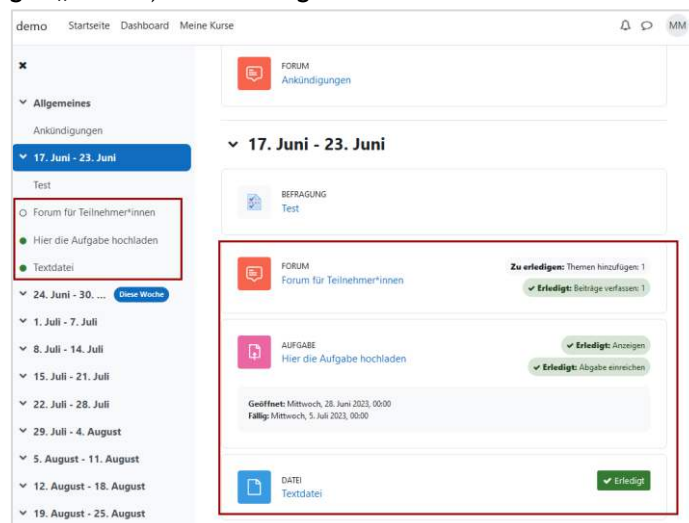 demo Startseite Dashboard Meine Kurse MM
Allgemeines
Ankündigungen
17. Juni - 23. Juni
Test
Forum für Teilnehmer*innen
Hier die Aufgabe hochladen
Textdatei
24. Juni - 30. ... Diese Woche
1. Juli - 7. Juli
8. Juli - 14. Juli
15. Juli - 21. Juli
22. Juli - 28. Juli
29. Juli - 4. August
5. August - 11. August
12. August - 18. August
19. August - 25. August
FORUM
Ankündigungen
17. Juni - 23. Juni
BEFRAGUNG
Test
FORUM
Forum für Teilnehmer*innen
Zu erledigen: Themen hinzufügen: 1
✔ Erledigt: Beiträge verfassen: 1
AUFGABE
Hier die Aufgabe hochladen
✔ Erledigt: Anzeigen
✔ Erledigt: Abgabe einreichen
Geöffnet: Mittwoch, 28. Juni 2023, 00:00
Fällig: Mittwoch, 5. Juli 2023, 00:00
DATEI
Textdatei
✔ Erledigt